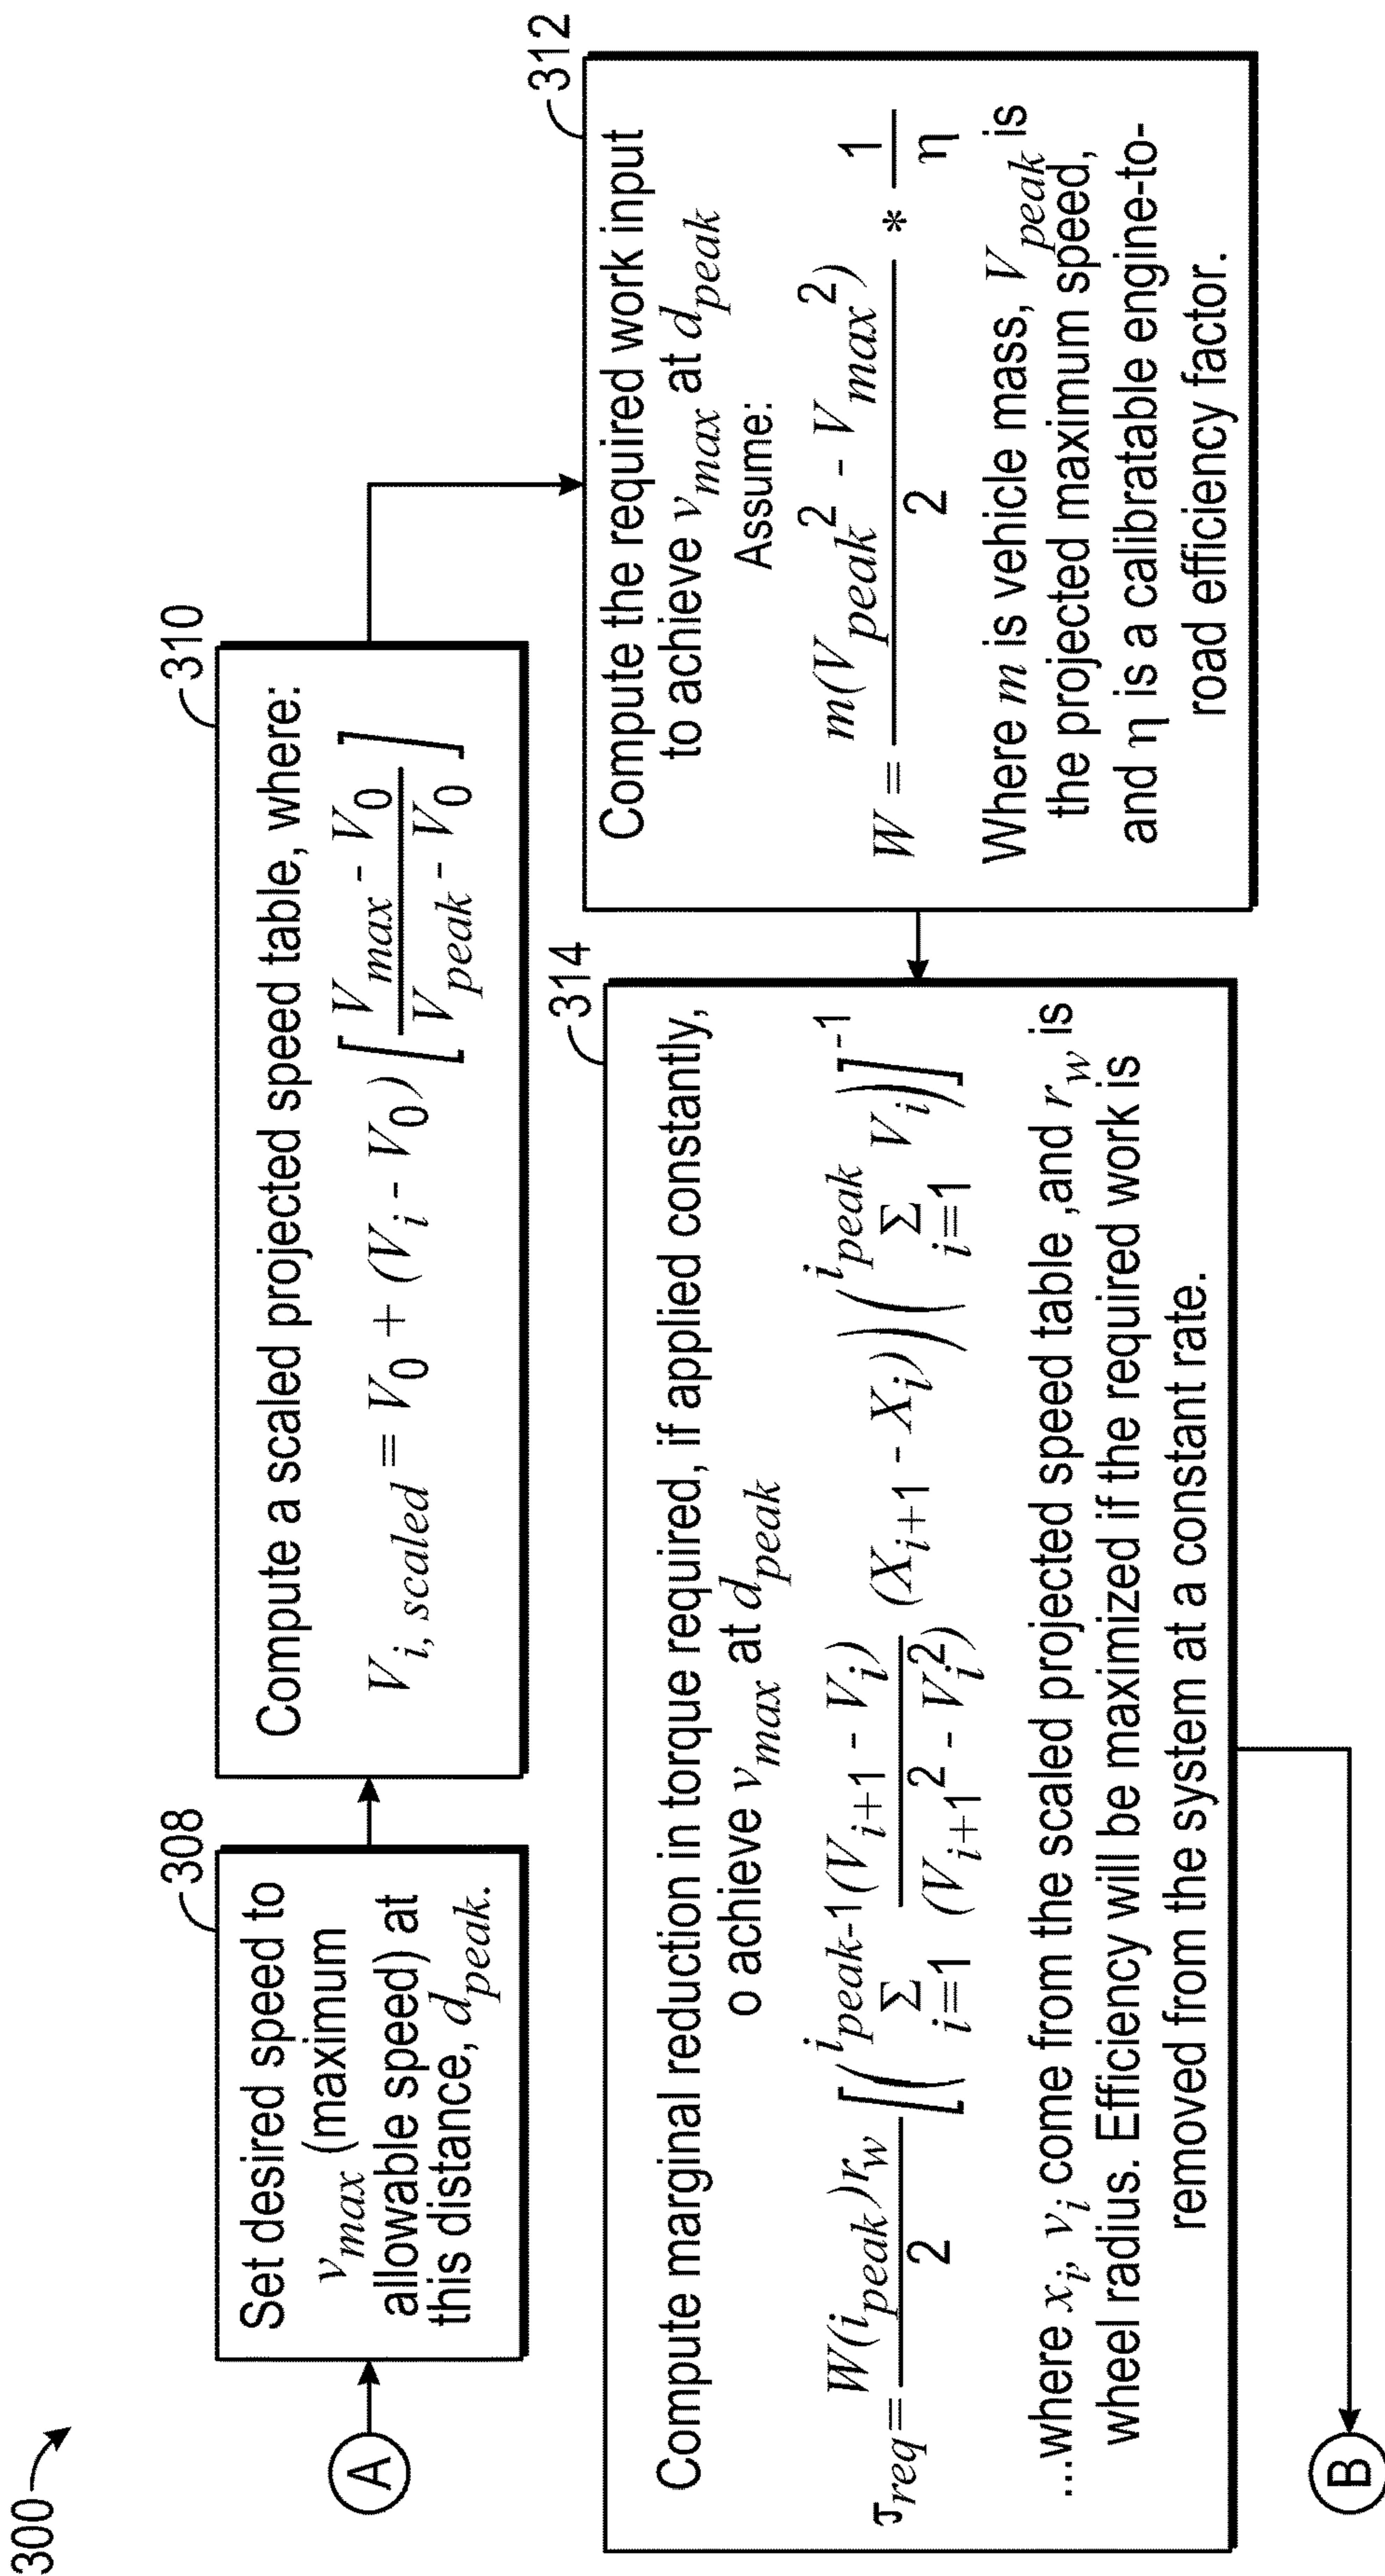 300
A
308
Set desired speed to
v_max (maximum
allowable speed) at
this distance, d_peak.
310
Compute a scaled projected speed table, where:
V_i, scaled = V_0 + (V_i - V_0) [ (V_max - V_0) / (V_peak - V_0) ]
312
Compute the required work input
to achieve v_max at d_peak
Assume:
W = m(V_peak^2 - V_max^2) / 2 * 1 / η
Where m is vehicle mass, V_peak is
the projected maximum speed,
and η is a calibratable engine-to-
road efficiency factor.
314
Compute marginal reduction in torque required, if applied constantly,
o achieve v_max at d_peak
τ_req = W(i_peak)r_w / 2 [ ( Σ_{i=1}^{i_peak-1} (V_{i+1} - V_i) / (V_{i+1}^2 - V_i^2) (X_{i+1} - X_i) ) ( Σ_{i=1}^{i_peak} V_i ) ]^-1
....where x_i, v_i come from the scaled projected speed table ,and r_w is
wheel radius. Efficiency will be maximized if the required work is
removed from the system at a constant rate.
B